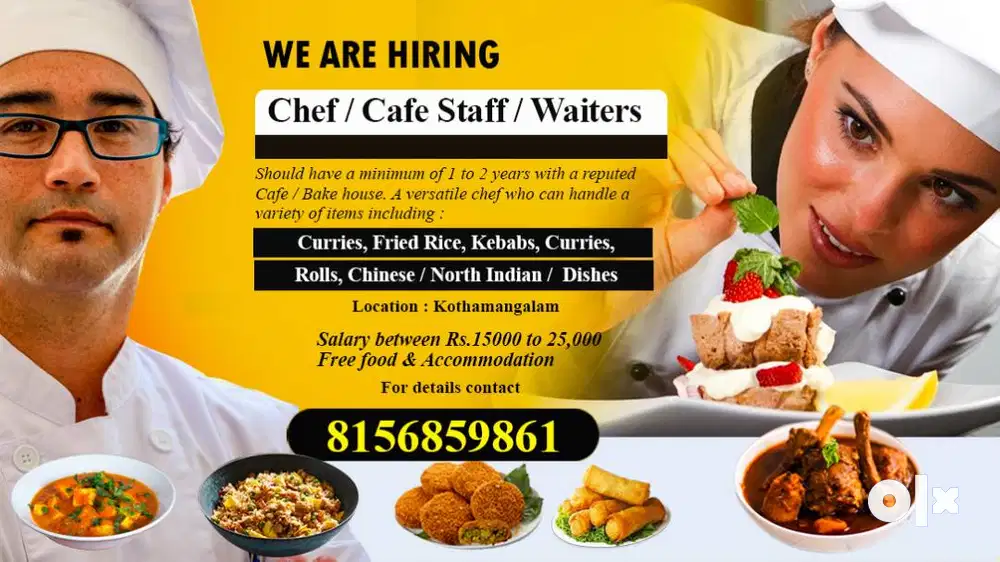 WE ARE HIRING
Chef / Cafe Staff / Waiters
Should have a minimum of 1 to 2 years with a reputed
Cafe / Bake house. A versatile chef who can handle a
variety of items including :
Curries, Fried Rice, Kebabs, Curries,
Rolls, Chinese / North Indian /  Dishes
Location : Kothamangalam
Salary between Rs.15000 to 25,000
Free food & Accommodation
For details contact
8156859861
olx